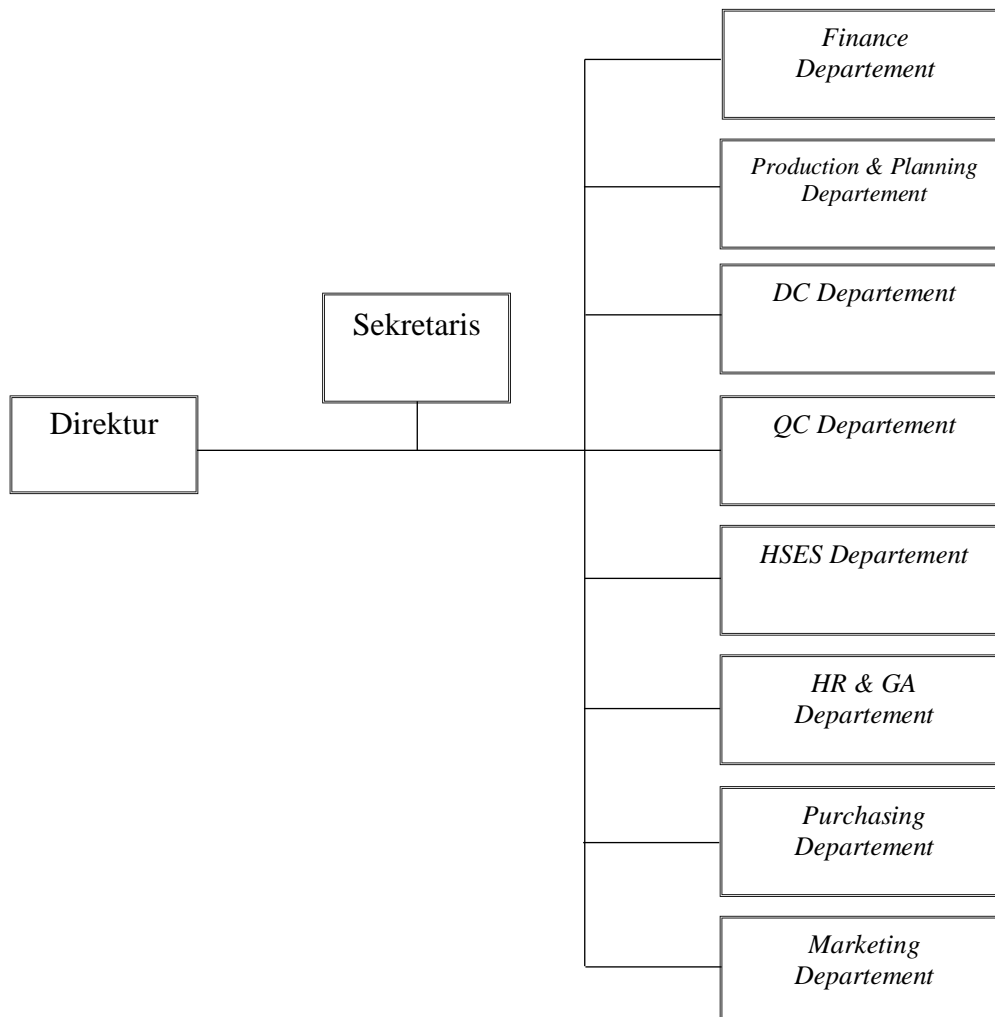 Finance
Departement
Production & Planning
Departement
DC Departement
Sekretaris
Direktur
QC Departement
HSES Departement
HR & GA
Departement
Purchasing
Departement
Marketing
Departement